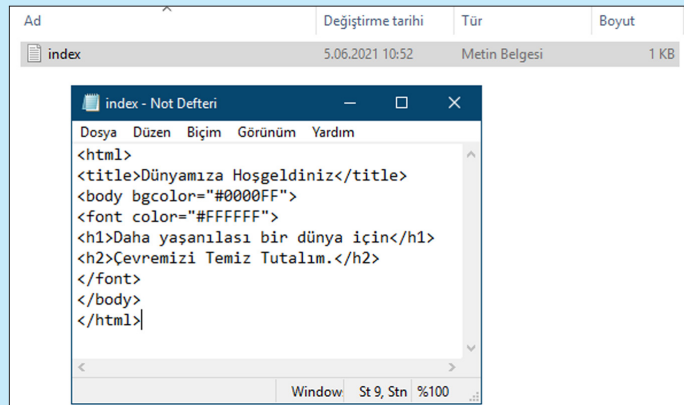 Ad Değiştirme tarihi Tür Boyut
index 5.06.2021 10:52 Metin Belgesi 1 KB
index - Not Defteri
Dosya Düzen Biçim Görünüm Yardım
<html>
<title>Dünyamıza Hoşgeldiniz</title>
<body bgcolor="#0000FF">
<font color="#FFFFFF">
<h1>Daha yaşanılası bir dünya için</h1>
<h2>Çevremizi Temiz Tutalım.</h2>
</font>
</body>
</html>
Window St 9, Stn %100